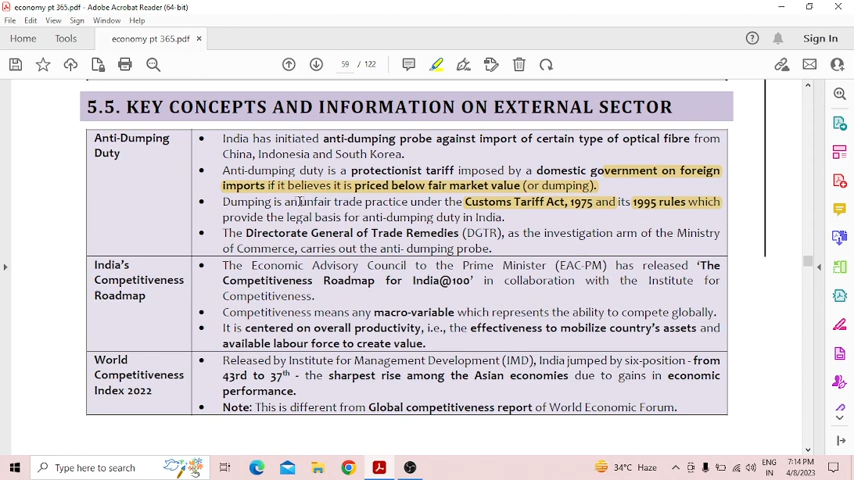 economy pt 365.pdf - Adobe Acrobat Reader (64-bit)
File Edit View Sign Window Help
Home Tools economy pt 365.pdf × Sign In
59 / 122
5.5. KEY CONCEPTS AND INFORMATION ON EXTERNAL SECTOR
Anti-Dumping
Duty
• India has initiated anti-dumping probe against import of certain type of optical fibre from
China, Indonesia and South Korea.
• Anti-dumping duty is a protectionist tariff imposed by a domestic government on foreign
imports if it believes it is priced below fair market value (or dumping).
• Dumping is an unfair trade practice under the Customs Tariff Act, 1975 and its 1995 rules which
provide the legal basis for anti-dumping duty in India.
• The Directorate General of Trade Remedies (DGTR), as the investigation arm of the Ministry
of Commerce, carries out the anti- dumping probe.
India's
Competitiveness
Roadmap
• The Economic Advisory Council to the Prime Minister (EAC-PM) has released 'The
Competitiveness Roadmap for India@100' in collaboration with the Institute for
Competitiveness.
• Competitiveness means any macro-variable which represents the ability to compete globally.
• It is centered on overall productivity, i.e., the effectiveness to mobilize country's assets and
available labour force to create value.
World
Competitiveness
Index 2022
• Released by Institute for Management Development (IMD), India jumped by six-position - from
43rd to 37th - the sharpest rise among the Asian economies due to gains in economic
performance.
• Note: This is different from Global competitiveness report of World Economic Forum.
Type here to search
34°C Haze
ENG
IN
7:14 PM
4/8/2023